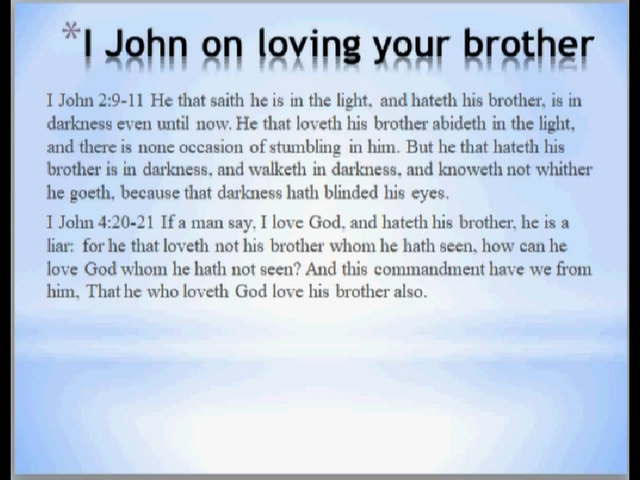 * I John on loving your brother
I John 2:9-11 He that saith he is in the light, and hateth his brother, is in
darkness even until now. He that loveth his brother abideth in the light,
and there is none occasion of stumbling in him. But he that hateth his
brother is in darkness, and walketh in darkness, and knoweth not whither
he goeth, because that darkness hath blinded his eyes.
I John 4:20-21 If a man say, I love God, and hateth his brother, he is a
liar: for he that loveth not his brother whom he hath seen, how can he
love God whom he hath not seen? And this commandment have we from
him, That he who loveth God love his brother also.